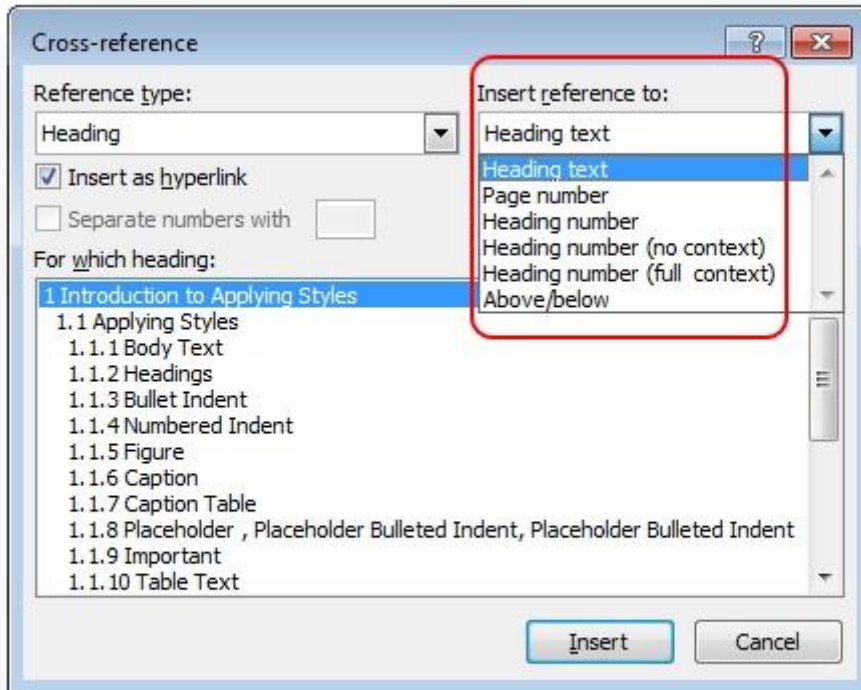 Cross-reference
Reference type:
Insert reference to:
Heading
Heading text
Insert as hyperlink
Separate numbers with
Heading text
Page number
Heading number
Heading number (no context)
Heading number (full context)
Above/below
For which heading:
1 Introduction to Applying Styles
1.1 Applying Styles
1.1.1 Body Text
1.1.2 Headings
1.1.3 Bullet Indent
1.1.4 Numbered Indent
1.1.5 Figure
1.1.6 Caption
1.1.7 Caption Table
1.1.8 Placeholder , Placeholder Bulleted Indent, Placeholder Bulleted Indent
1.1.9 Important
1.1.10 Table Text
Insert
Cancel